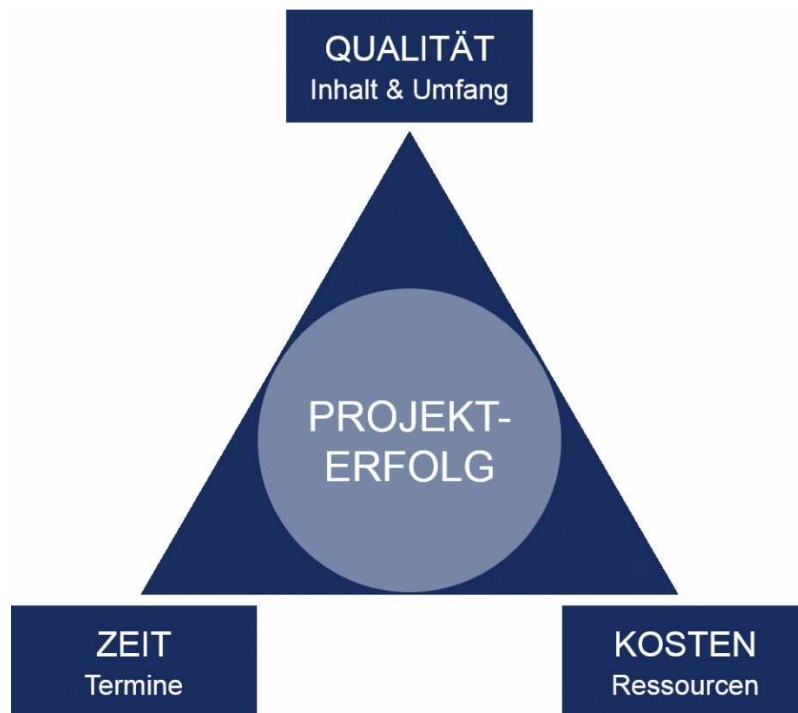 QUALITÄT
Inhalt & Umfang
PROJEKT-
ERFOLG
ZEIT
Termine
KOSTEN
Ressourcen